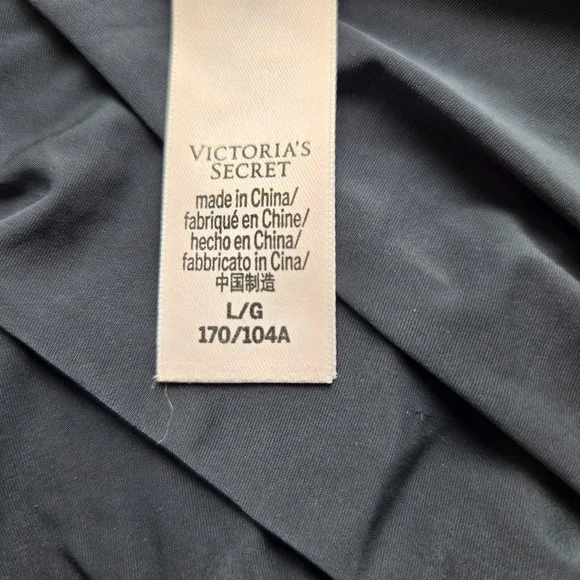 VICTORIA'S
SECRET
made in China/
fabriqué en Chine/
hecho en China/
fabbricato in Cina/
中国制造
L/G
170/104A